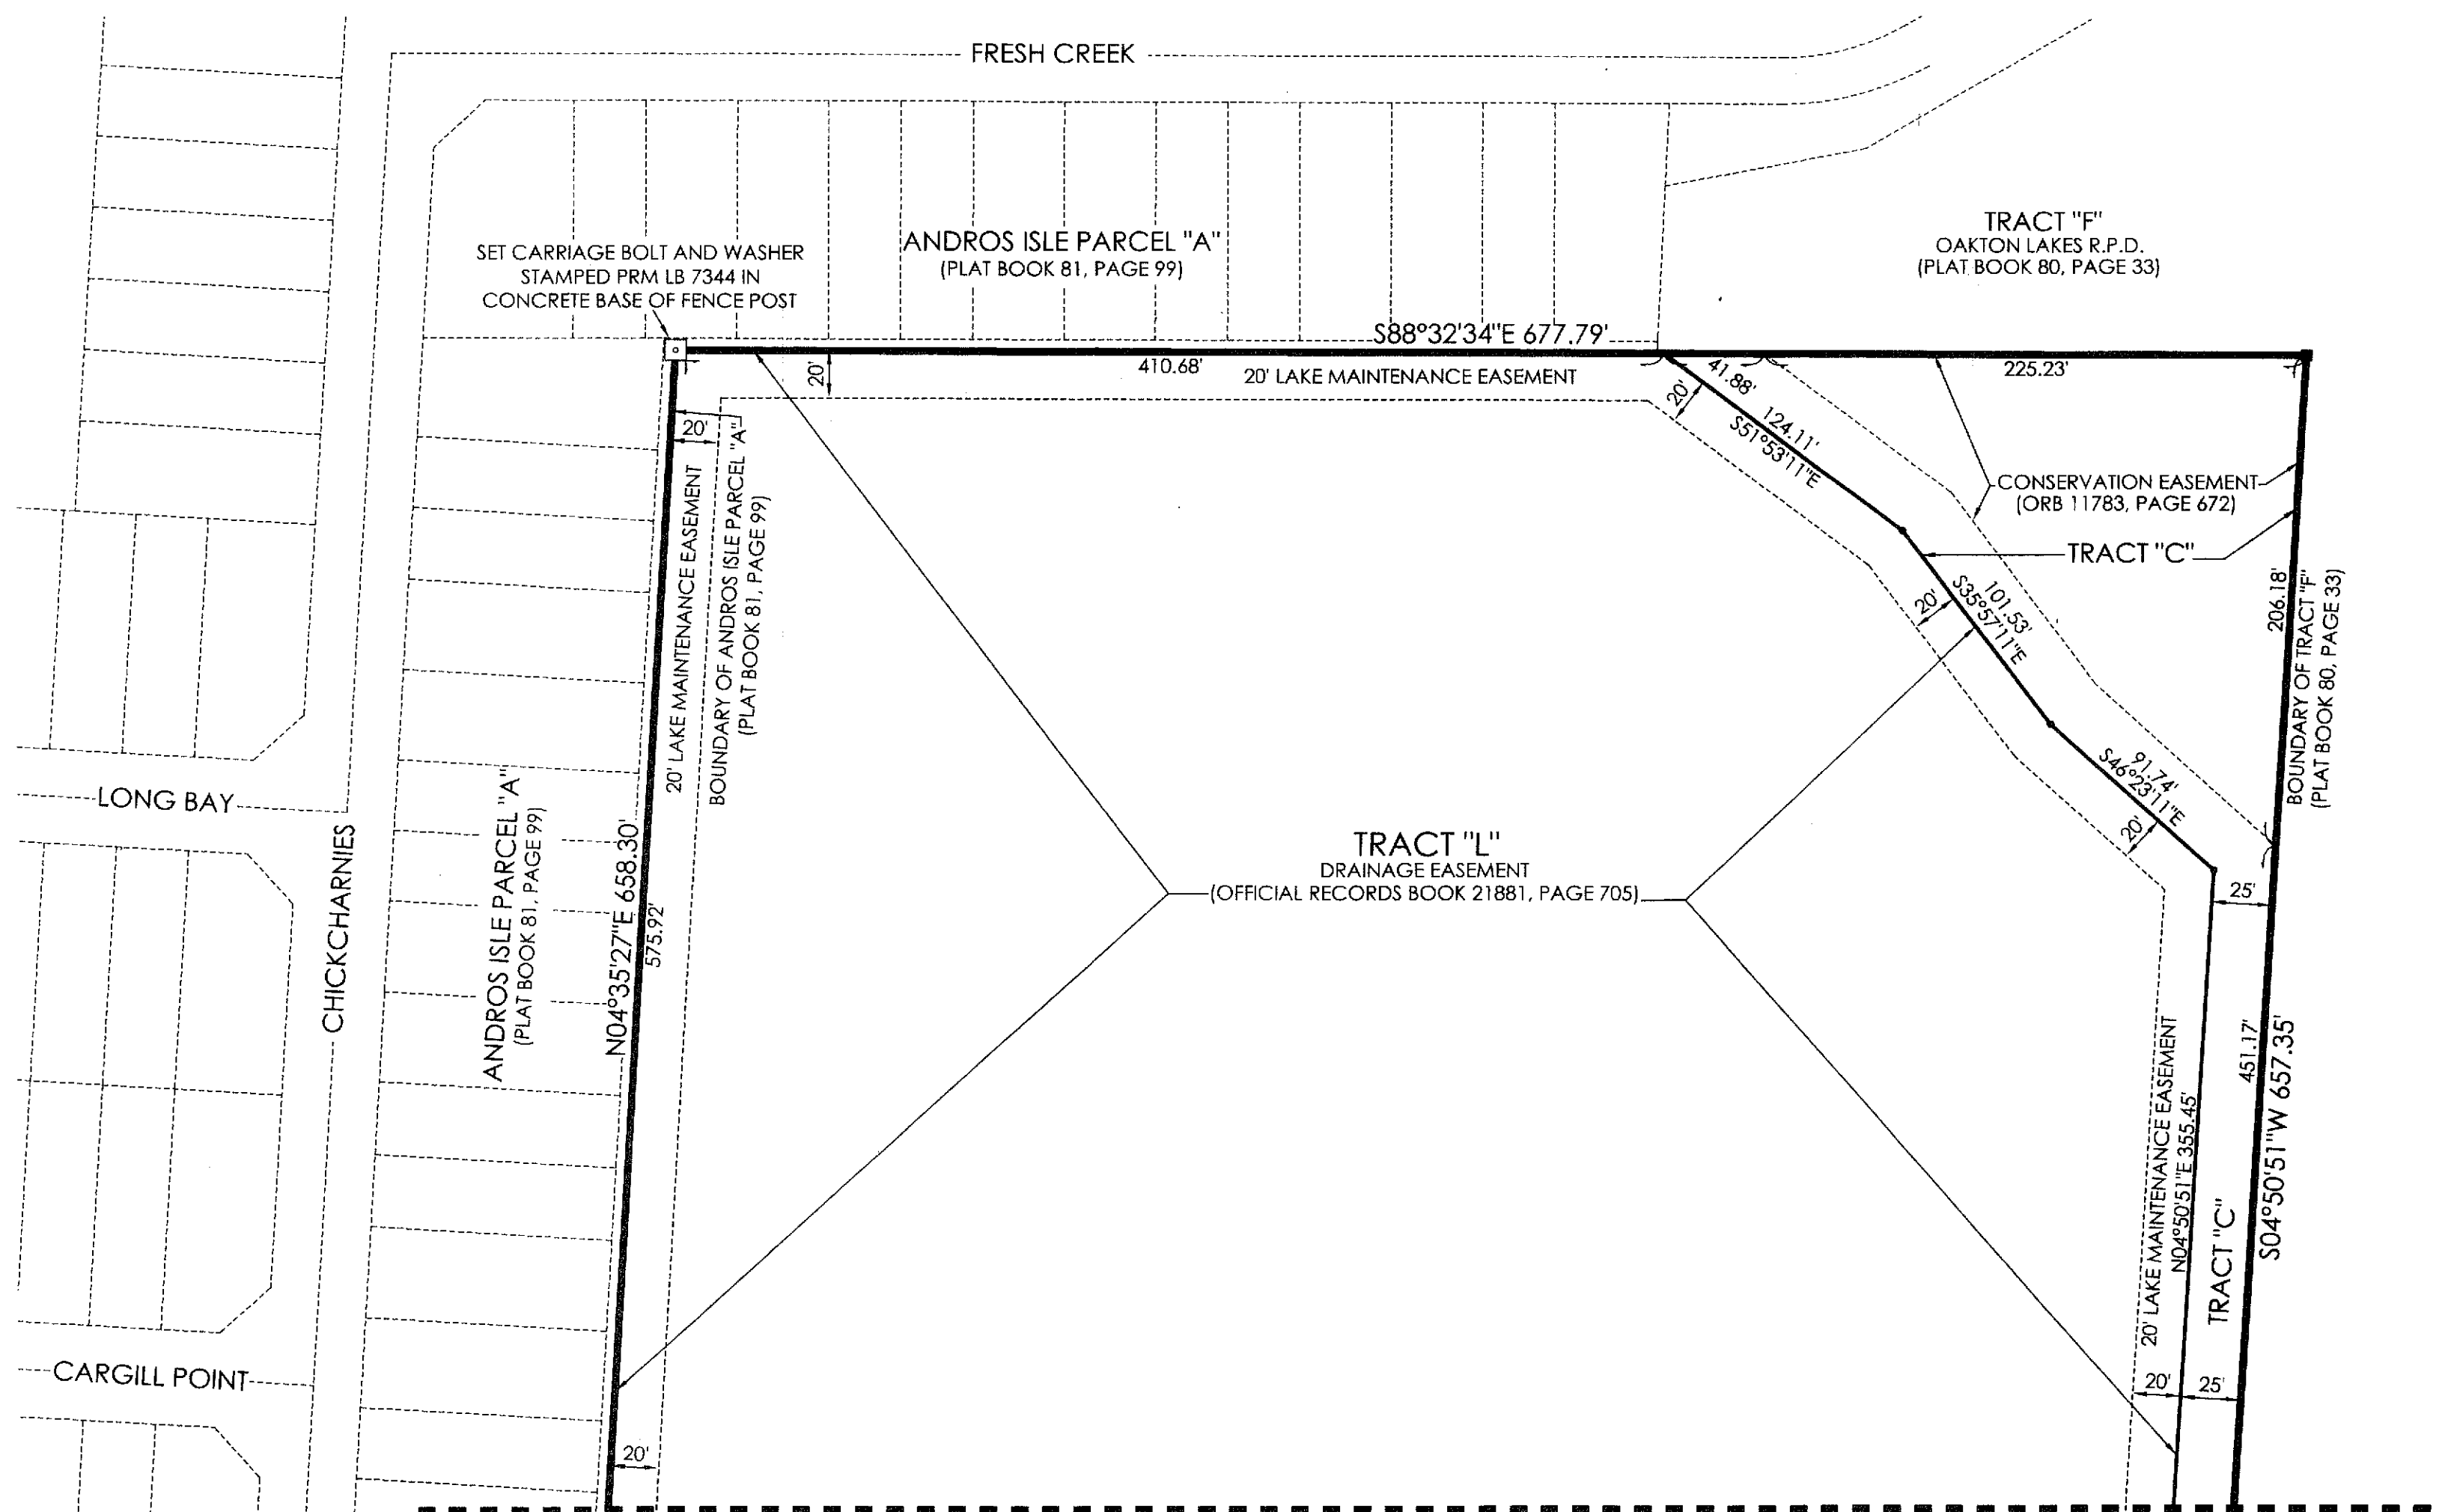 FRESH CREEK
SET CARRIAGE BOLT AND WASHER
STAMPED PRM LB 7344 IN
CONCRETE BASE OF FENCE POST
ANDROS ISLE PARCEL "A"
(PLAT BOOK 81, PAGE 99)
TRACT "F"
OAKTON LAKES R.P.D.
(PLAT BOOK 80, PAGE 33)
S88°32'34"E 677.79'
410.68'
20' LAKE MAINTENANCE EASEMENT
20'
41.88'
225.23'
20'
124.11'
S51°53'11"E
20'
20' LAKE MAINTENANCE EASEMENT
BOUNDARY OF ANDROS ISLE PARCEL "A"
(PLAT BOOK 81, PAGE 99)
CONSERVATION EASEMENT
(ORB 11783, PAGE 672)
TRACT "C"
101.53'
S35°57'11"E
20'
206.18'
BOUNDARY OF TRACT "F"
(PLAT BOOK 80, PAGE 33)
91.74'
S46°23'11"E
20'
LONG BAY
CHICKCHARNIES
ANDROS ISLE PARCEL "A"
(PLAT BOOK 81, PAGE 99)
N04°35'27"E 658.30'
575.92'
TRACT "L"
DRAINAGE EASEMENT
(OFFICIAL RECORDS BOOK 21881, PAGE 705)
25'
20' LAKE MAINTENANCE EASEMENT
N04°50'51"E 355.45'
TRACT "C"
451.17'
S04°50'51"W 657.35'
CARGILL POINT
20'
25'
20'